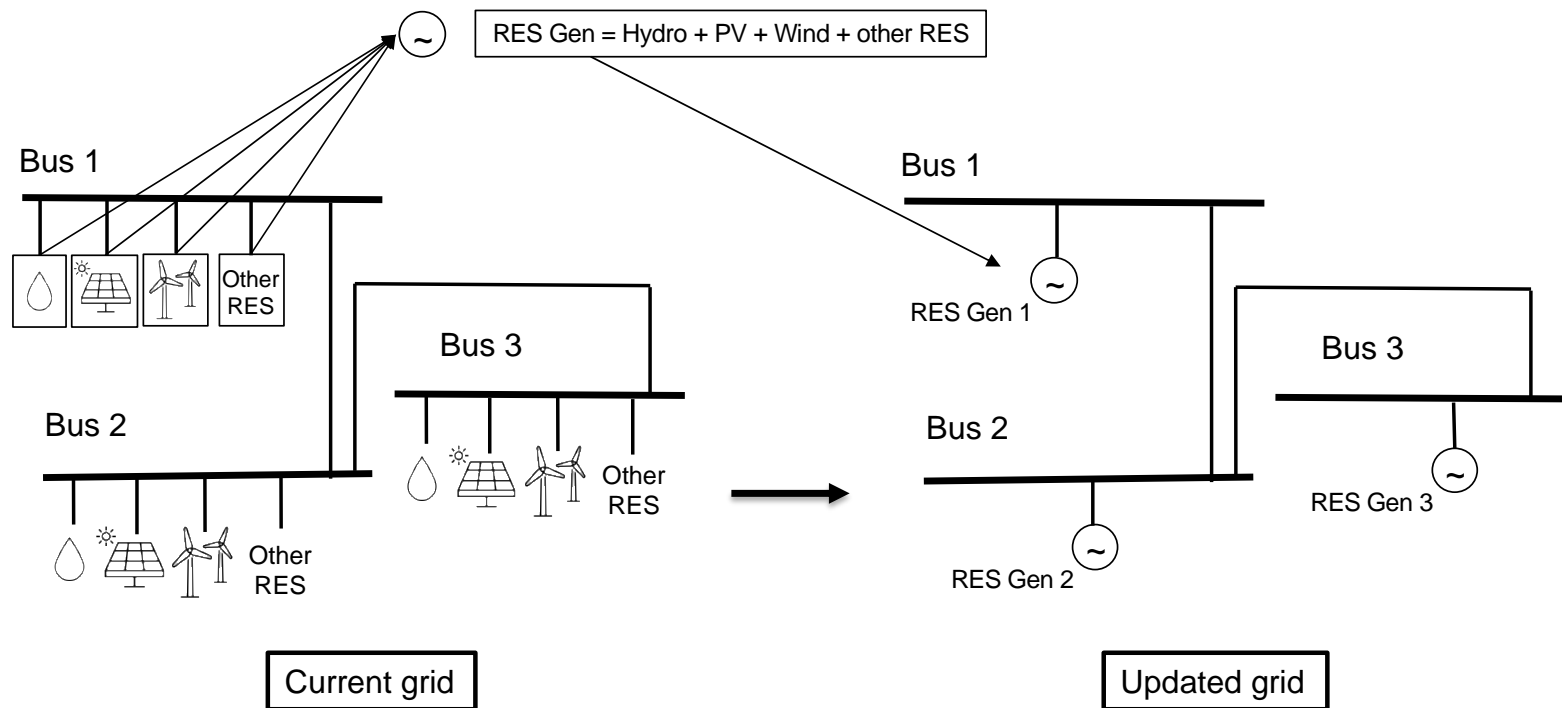 ~
RES Gen = Hydro + PV + Wind + other RES
Bus 1
Other
RES
Bus 3
Bus 2
Other
RES
Other
RES
Current grid
Bus 1
~
RES Gen 1
Bus 3
Bus 2
~
RES Gen 3
~
RES Gen 2
Updated grid